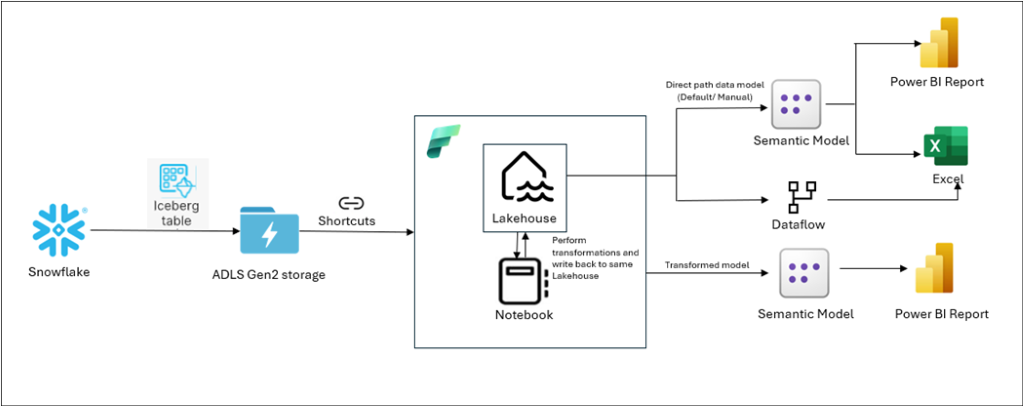 Snowflake
Iceberg
table
ADLS Gen2 storage
Shortcuts
Lakehouse
Perform
transformations and
write back to same
Lakehouse
Notebook
Direct path data model
(Default/ Manual)
Semantic Model
Power BI Report
X
Excel
Dataflow
Transformed model
Semantic Model
Power BI Report